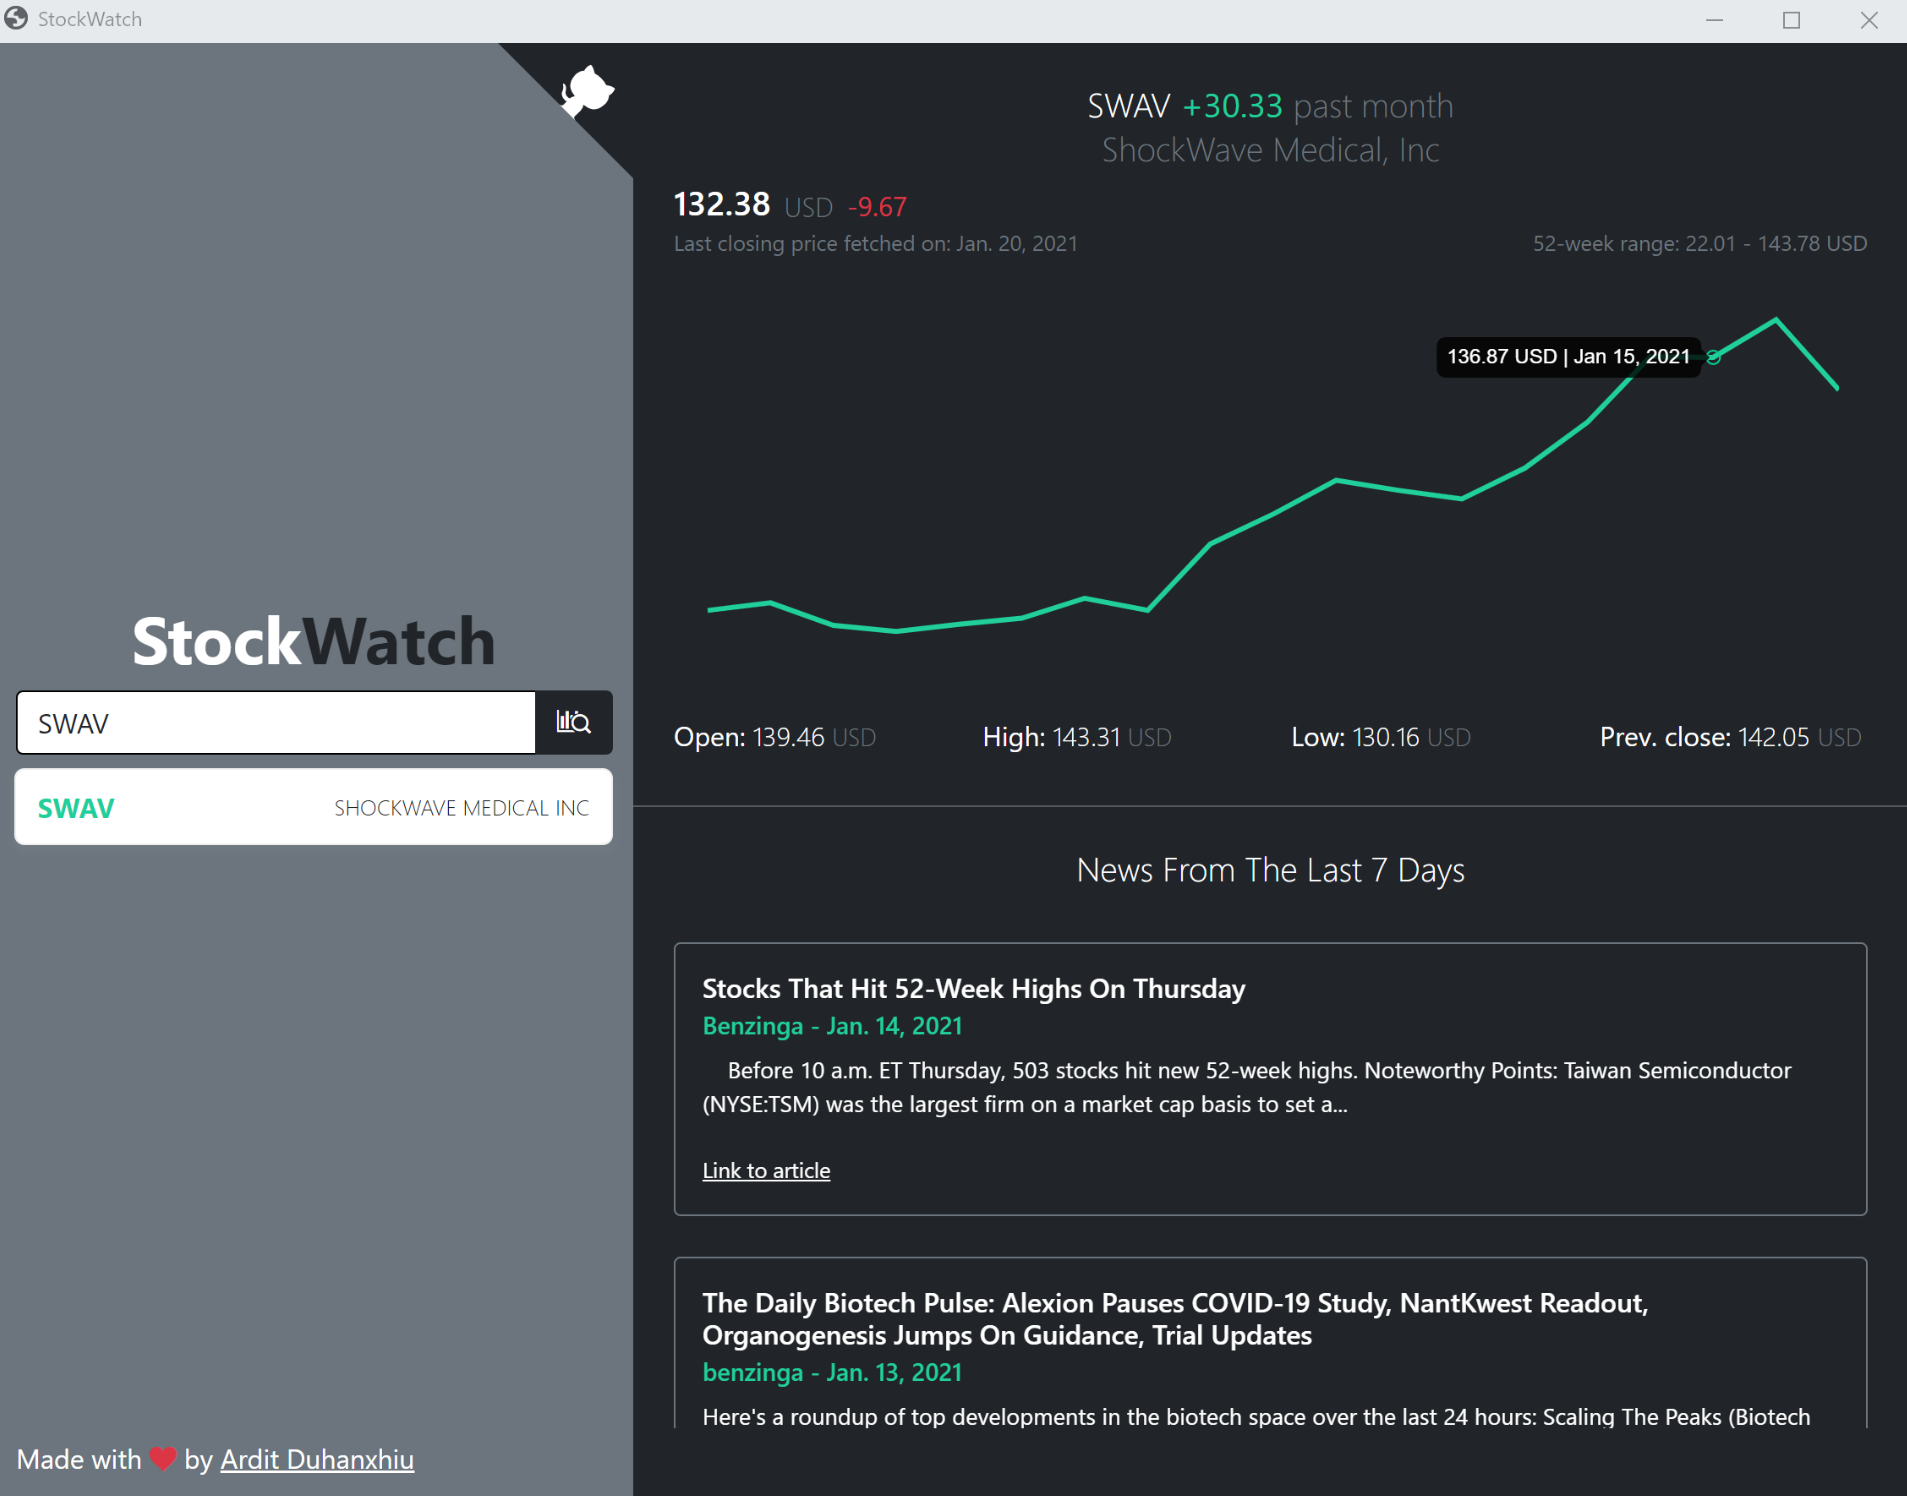 StockWatch
StockWatch
SWAV
SWAV SHOCKWAVE MEDICAL INC
Made with ❤ by Ardit Duhanxhiu
SWAV +30.33 past month
ShockWave Medical, Inc
132.38 USD -9.67
Last closing price fetched on: Jan. 20, 2021
52-week range: 22.01 - 143.78 USD
136.87 USD | Jan 15, 2021
Open: 139.46 USD
High: 143.31 USD
Low: 130.16 USD
Prev. close: 142.05 USD
News From The Last 7 Days
Stocks That Hit 52-Week Highs On Thursday
Benzinga - Jan. 14, 2021
Before 10 a.m. ET Thursday, 503 stocks hit new 52-week highs. Noteworthy Points: Taiwan Semiconductor
(NYSE:TSM) was the largest firm on a market cap basis to set a...
Link to article
The Daily Biotech Pulse: Alexion Pauses COVID-19 Study, NantKwest Readout,
Organogenesis Jumps On Guidance, Trial Updates
benzinga - Jan. 13, 2021
Here's a roundup of top developments in the biotech space over the last 24 hours: Scaling The Peaks (Biotech